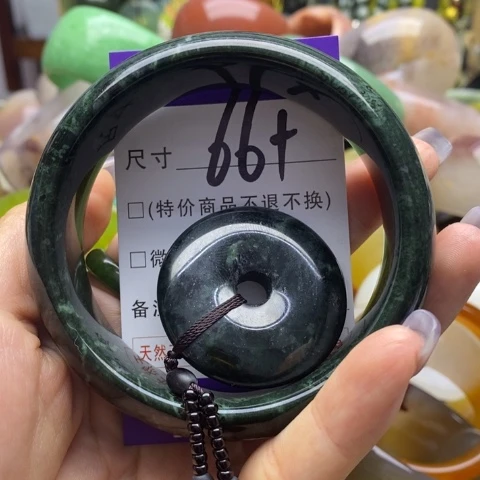 尺寸 66+
□(特价商品不退不换)
□微
备注
天然